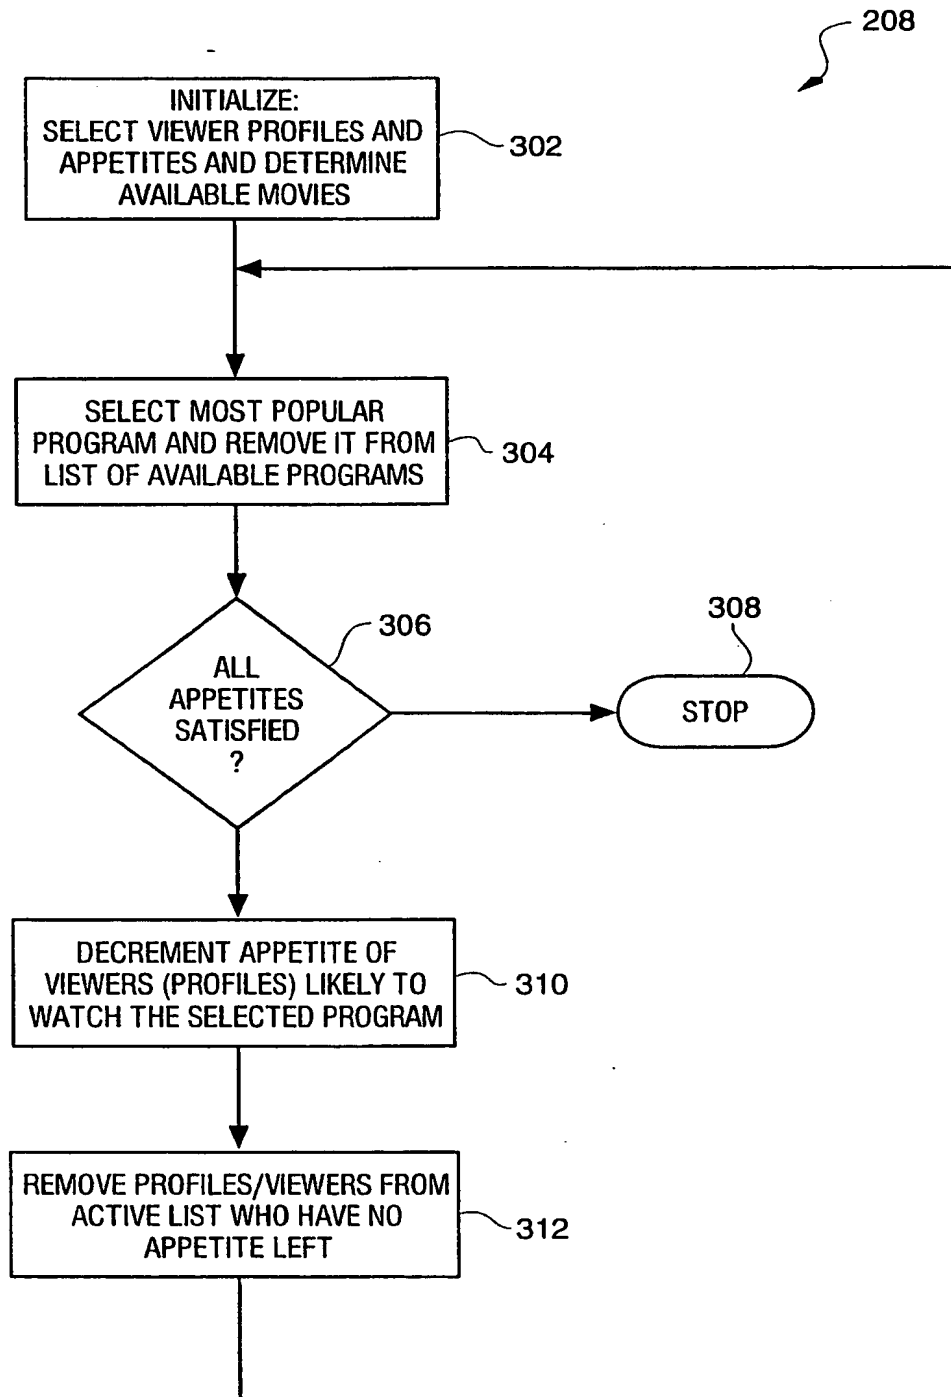 208
INITIALIZE:
SELECT VIEWER PROFILES AND
APPETITES AND DETERMINE
AVAILABLE MOVIES
302
SELECT MOST POPULAR
PROGRAM AND REMOVE IT FROM
LIST OF AVAILABLE PROGRAMS
304
306
ALL
APPETITES
SATISFIED
?
308
STOP
DECREMENT APPETITE OF
VIEWERS (PROFILES) LIKELY TO
WATCH THE SELECTED PROGRAM
310
REMOVE PROFILES/VIEWERS FROM
ACTIVE LIST WHO HAVE NO
APPETITE LEFT
312